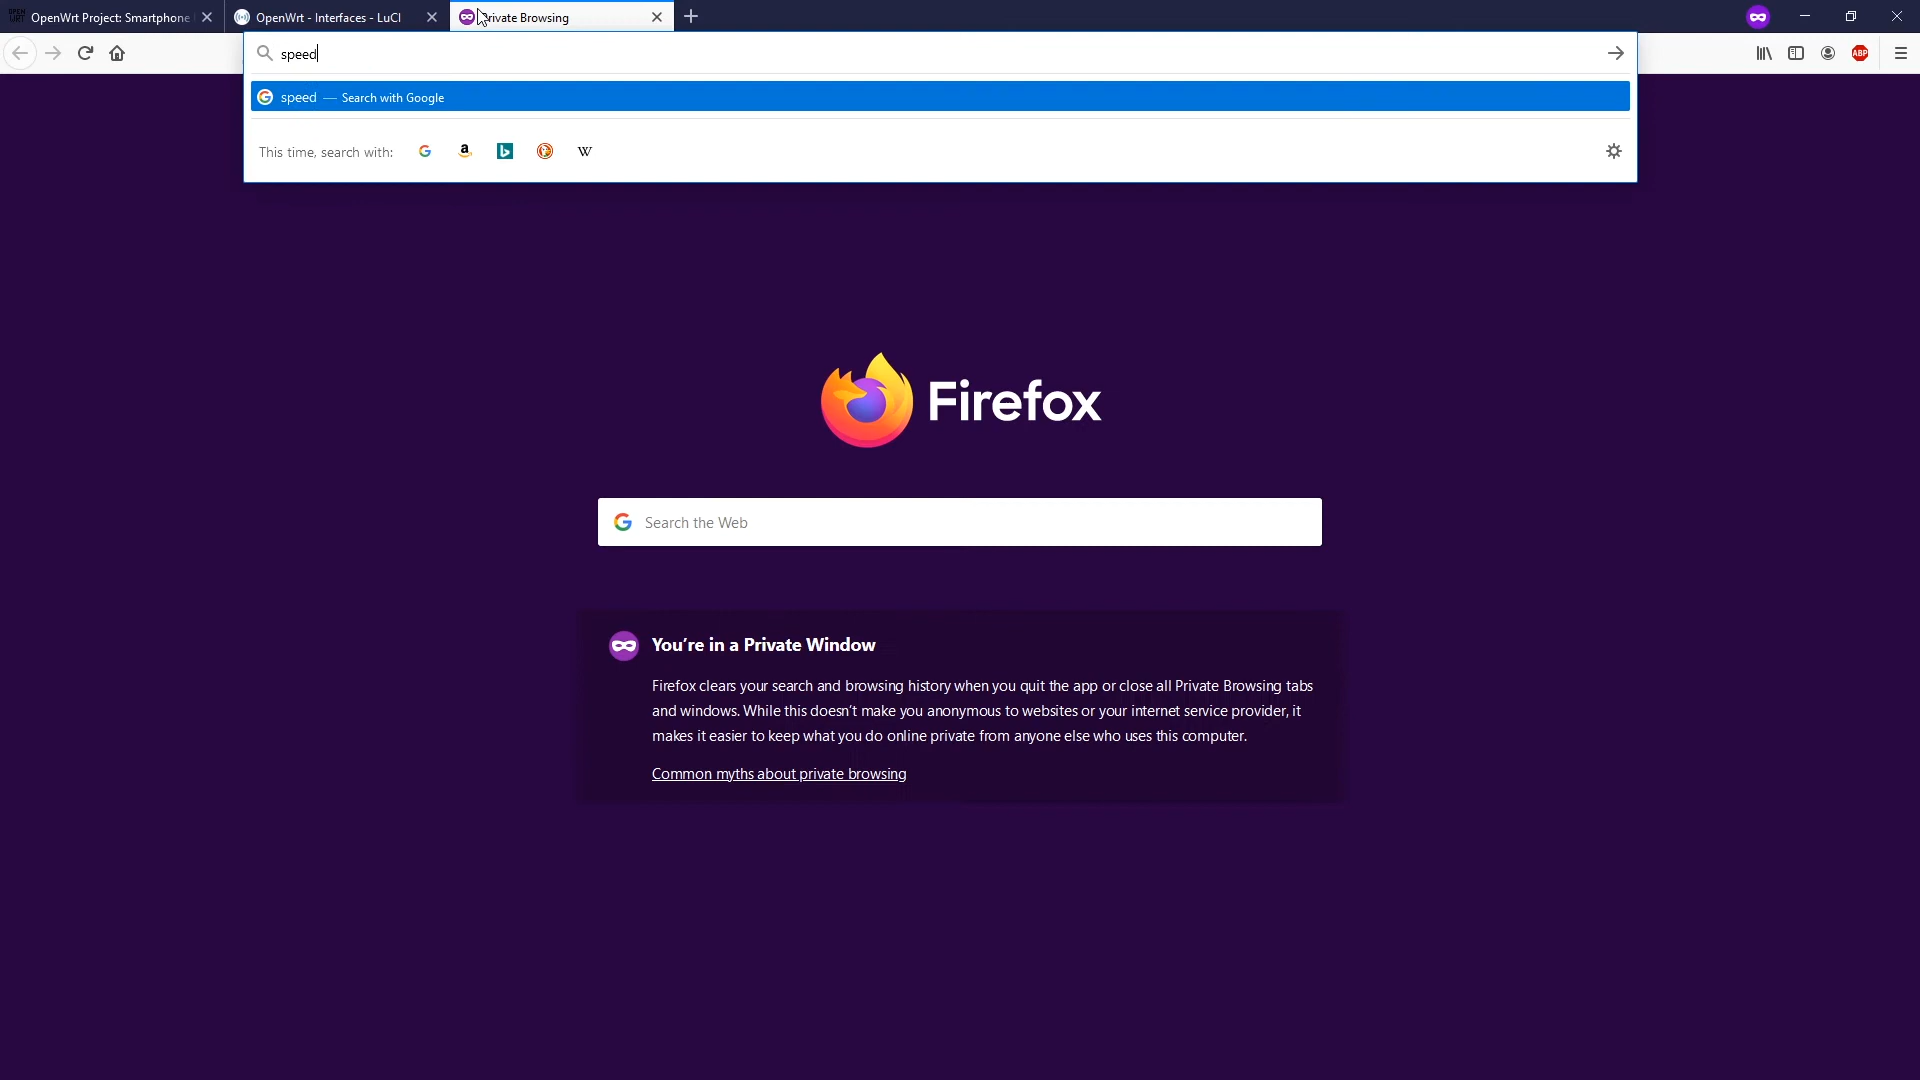 OPEN WRT OpenWrt Project: Smartphone
OpenWrt - Interfaces - LuCI
Private Browsing
speed
ABP
speed — Search with Google
This time, search with:
Firefox
Search the Web
You're in a Private Window
Firefox clears your search and browsing history when you quit the app or close all Private Browsing tabs
and windows. While this doesn't make you anonymous to websites or your internet service provider, it
makes it easier to keep what you do online private from anyone else who uses this computer.
Common myths about private browsing